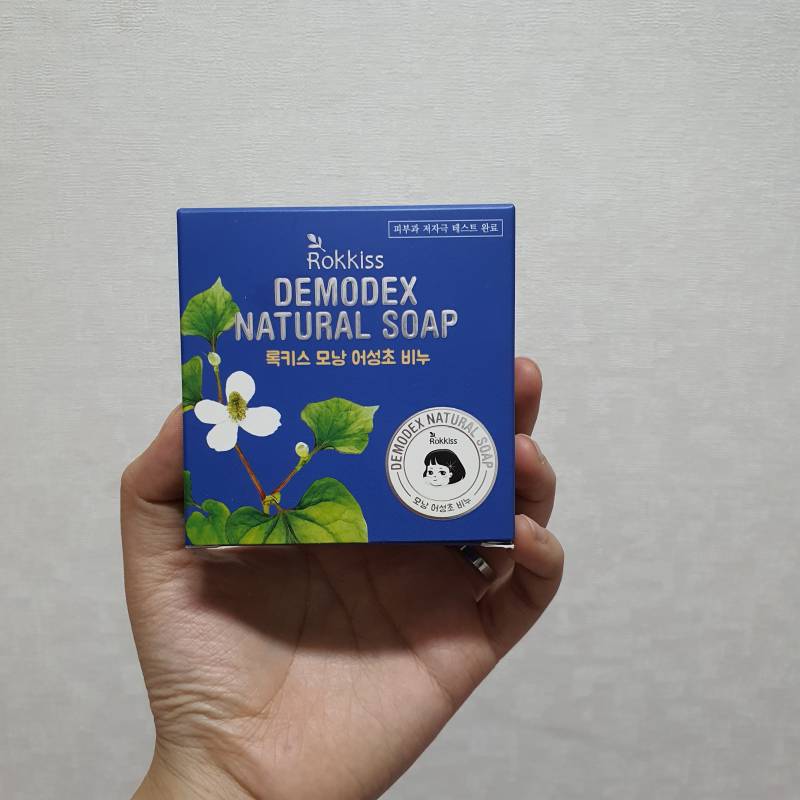 피부과 저자극 테스트 완료
Rokkiss
DEMODEX
NATURAL SOAP
록키스 모낭 어성초 비누
DEMODEX NATURAL SOAP
Rokkiss
모낭 어성초 비누